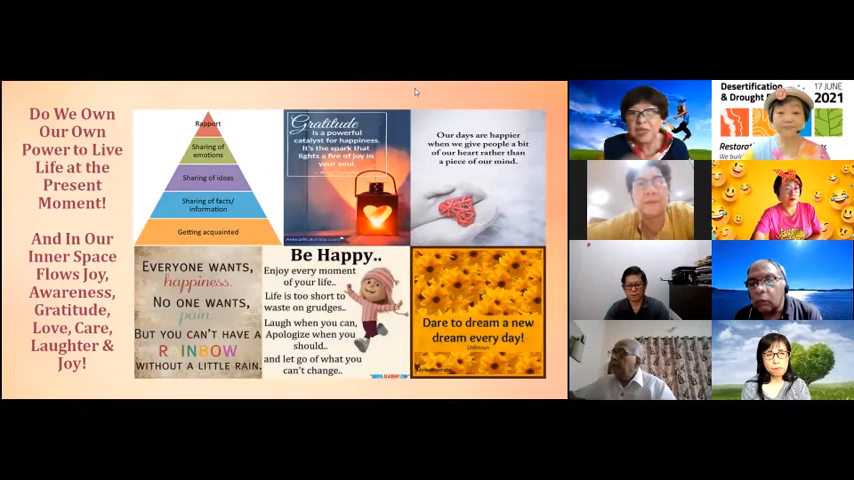 Do We Own
Our Own
Power to Live
Life at the
Present
Moment!
And In Our
Inner Space
Flows Joy,
Awareness,
Gratitude,
Love, Care,
Laughter &
Joy!
Rapport
Sharing of
emotions
Sharing of ideas
Sharing of facts/
information
Getting acquainted
Gratitude
is a powerful
catalyst for happiness.
It's the spark that
lights a fire of joy in
your soul.
Our days are happier
when we give people a bit
of our heart rather than
a piece of our mind.
EVERYONE WANTS,
happiness.
NO ONE WANTS,
pain.
BUT YOU CAN'T HAVE A
RAINBOW
WITHOUT A LITTLE RAIN.
Be Happy..
Enjoy every moment
of your life..
Life is too short to
waste on grudges..
Laugh when you can,
Apologize when you
should..
and let go of what you
can't change..
Dare to dream a new
dream every day!
Unknown
Desertification
& Drought
17 JUNE
2021